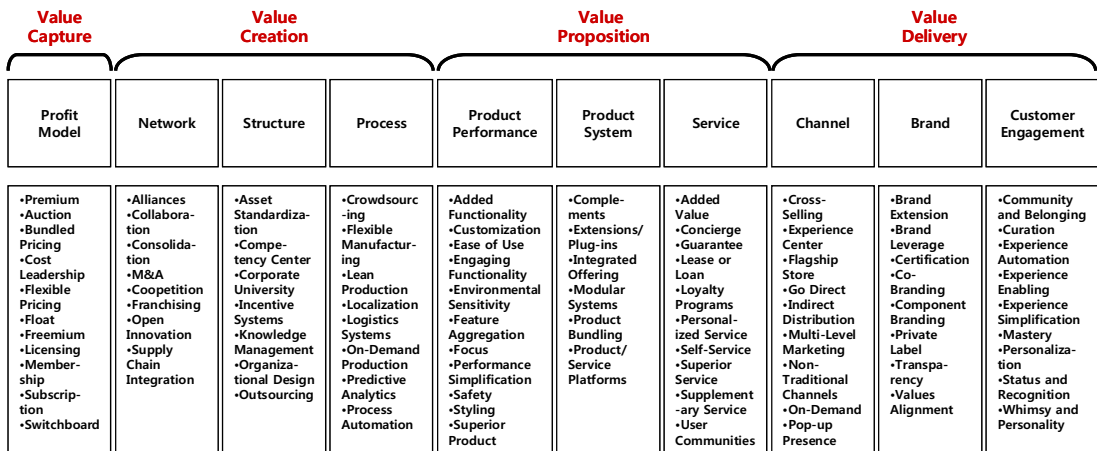 Value
Capture
Value
Creation
Value
Proposition
Value
Delivery
Profit
Model
Network
Structure
Process
Product
Performance
Product
System
Service
Channel
Brand
Customer
Engagement
•Premium
•Auction
•Bundled
Pricing
•Cost
Leadership
•Flexible
Pricing
•Float
•Freemium
•Licensing
•Member-
ship
•Subscrip-
tion
•Switchboard
•Alliances
•Collabora-
tion
•Consolida-
tion
•M&A
•Coopetition
•Franchising
•Open
Innovation
•Supply
Chain
Integration
•Asset
Standardiza-
tion
•Compe-
tency Center
•Corporate
University
•Incentive
Systems
•Knowledge
Management
•Organiza-
tional Design
•Outsourcing
•Crowdsourc
-ing
•Flexible
Manufactur-
ing
•Lean
Production
•Localization
•Logistics
Systems
•On-Demand
Production
•Predictive
Analytics
•Process
Automation
•Added
Functionality
•Customization
•Ease of Use
•Engaging
Functionality
•Environmental
Sensitivity
•Feature
Aggregation
•Focus
•Performance
Simplification
•Safety
•Styling
•Superior
Product
•Comple-
ments
•Extensions/
Plug-ins
•Integrated
Offering
•Modular
Systems
•Product
Bundling
•Product/
Service
Platforms
•Added
Value
•Concierge
•Guarantee
•Lease or
Loan
•Loyalty
Programs
•Personal-
ized Service
•Self-Service
•Superior
Service
•Supplement-
ary Service
•User
Communities
•Cross-
Selling
•Experience
Center
•Flagship
Store
•Go Direct
•Indirect
Distribution
•Multi-Level
Marketing
•Non-
Traditional
Channels
•On-Demand
•Pop-up
Presence
•Brand
Extension
•Brand
Leverage
•Certification
•Co-
Branding
•Component
Branding
•Private
Label
•Transpa-
rency
•Values
Alignment
•Community
and Belonging
•Curation
•Experience
Automation
•Experience
Enabling
•Experience
Simplification
•Mastery
•Personaliza-
tion
•Status and
Recognition
•Whimsy and
Personality